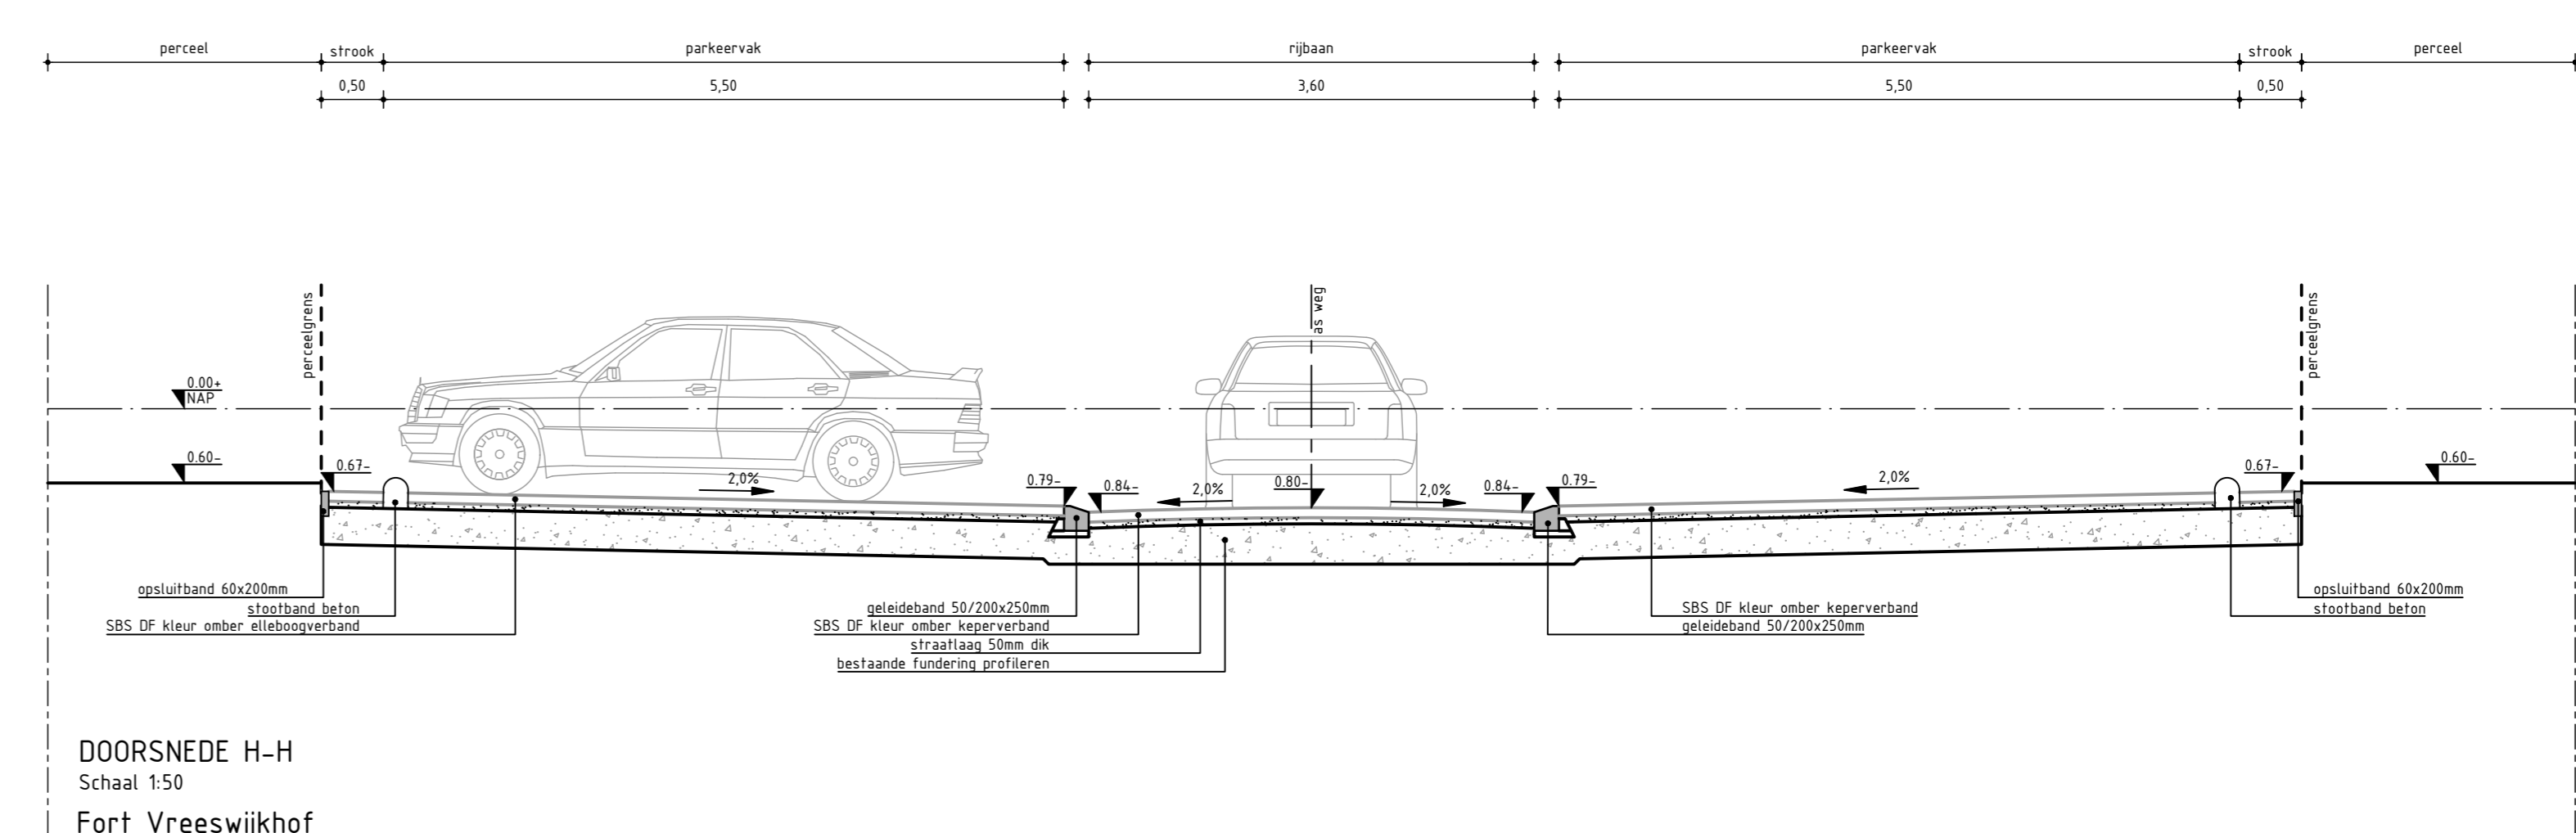 perceel
strook
parkeervak
rijbaan
parkeervak
strook
perceel
0,50
5,50
3,60
5,50
0,50
perceelgrens
as weg
perceelgrens
0.00+
NAP
0.60-
0.67-
2,0%
0.79-
0.84-
2,0%
0.80-
2,0%
0.84-
0.79-
2,0%
0.67-
0.60-
opsluitband 60x200mm
stootband beton
SBS DF kleur omber elleboogverband
geleideband 50/200x250mm
SBS DF kleur omber keperverband
straatlaag 50mm dik
bestaande fundering profileren
SBS DF kleur omber keperverband
geleideband 50/200x250mm
opsluitband 60x200mm
stootband beton
DOORSNEDE H-H
Schaal 1:50
Fort Vreeswijkhof